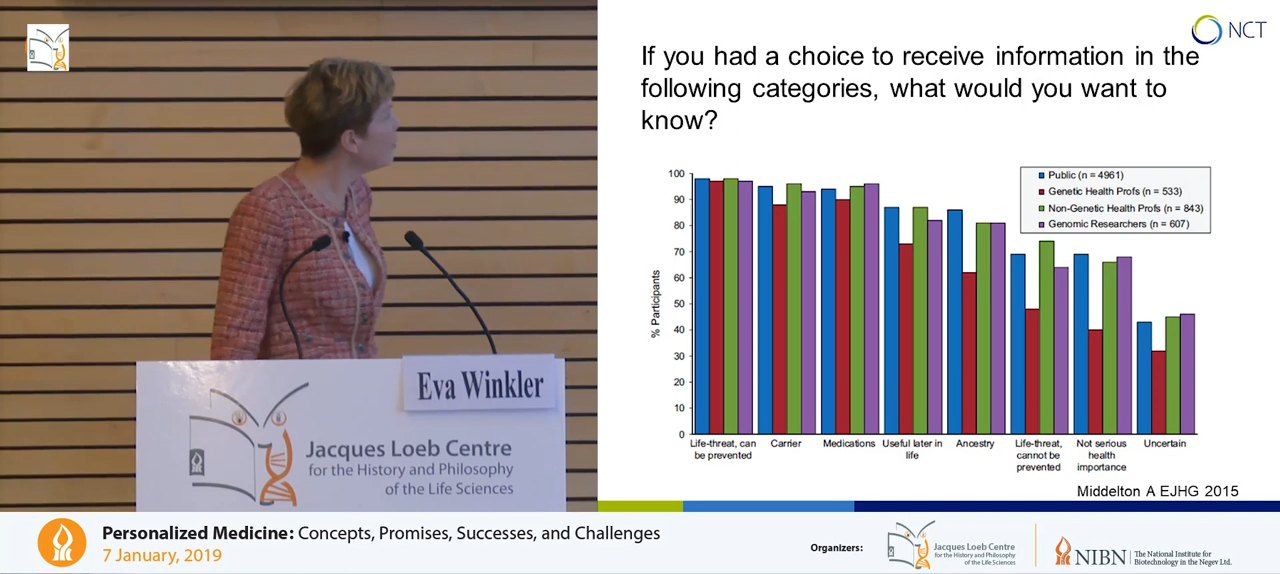 NCT
If you had a choice to receive information in the
following categories, what would you want to
know?
Public (n = 4961)
Genetic Health Profs (n = 533)
Non-Genetic Health Profs (n = 843)
Genomic Researchers (n = 607)
% Participants
100
90
80
70
60
50
40
30
20
10
0
Life-threat, can
be prevented
Carrier
Medications
Useful later in
life
Ancestry
Life-threat,
cannot be
prevented
Not serious
health
importance
Uncertain
Middelton A EJHG 2015
Eva Winkler
Jacques Loeb Centre
for the History and Philosophy
of the Life Sciences
Personalized Medicine: Concepts, Promises, Successes, and Challenges
7 January, 2019
Organizers:
Jacques Loeb Centre
for the History and Philosophy
of the Life Sciences
NIBN
The National Institute for
Biotechnology in the Negev Ltd.